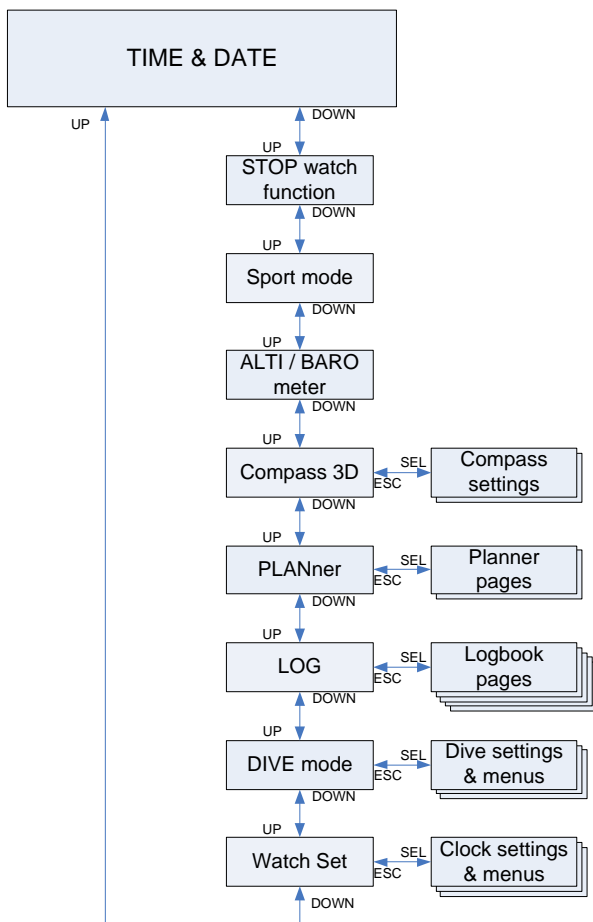 TIME & DATE
UP
DOWN
UP
STOP watch
function
DOWN
UP
Sport mode
DOWN
UP
ALTI / BARO
meter
DOWN
UP
Compass 3D
SEL
ESC
Compass
settings
DOWN
UP
PLANner
SEL
ESC
Planner
pages
DOWN
UP
LOG
SEL
ESC
Logbook
pages
DOWN
UP
DIVE mode
SEL
ESC
Dive settings
& menus
DOWN
UP
Watch Set
SEL
ESC
Clock settings
& menus
DOWN